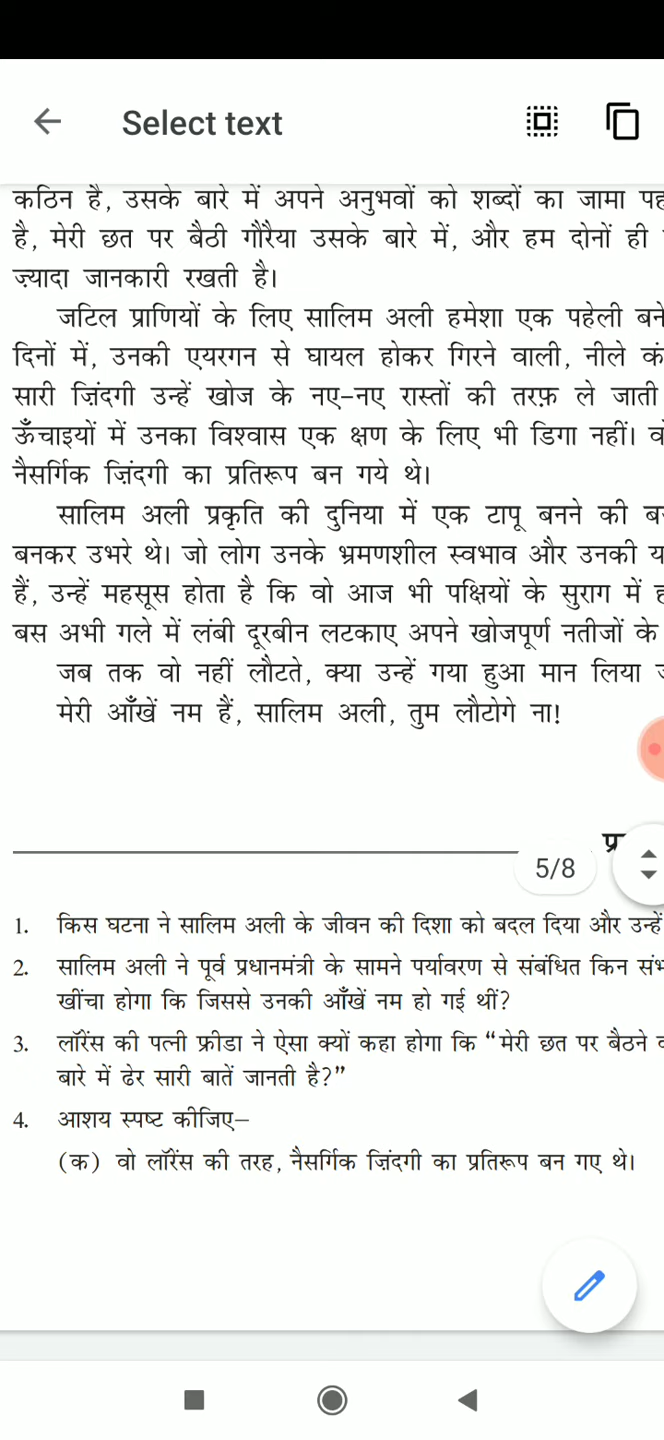 Select text
कठिन है, उसके बारे में अपने अनुभवों को शब्दों का जामा
है, मेरी छत पर बैठी गौरैया उसके बारे में, और हम दोनों ही
ज़्यादा जानकारी रखती है।
जटिल प्राणियों के लिए सालिम अली हमेशा एक पहेली
दिनों में, उनकी एयरगन से घायल होकर गिरने वाली, नीले
सारी ज़िंदगी उन्हें खोज के नए-नए रास्तों की तरफ़ ले जाती
ऊँचाइयों में उनका विश्वास एक क्षण के लिए भी डिगा नहीं।
नैसर्गिक ज़िंदगी का प्रतिरूप बन गये थे।
सालिम अली प्रकृति की दुनिया में एक टापू बनने की
बनकर उभरे थे। जो लोग उनके भ्रमणशील स्वभाव और उनकी
हैं, उन्हें महसूस होता है कि वो आज भी पक्षियों के सुराग में
बस अभी गले में लंबी दूरबीन लटकाए अपने खोजपूर्ण नतीजों के
जब तक वो नहीं लौटते, क्या उन्हें गया हुआ मान लिया
मेरी आँखें नम हैं, सालिम अली, तुम लौटोगे ना!
5/8
1. किस घटना ने सालिम अली के जीवन की दिशा को बदल दिया और उन्हें
2. सालिम अली ने पूर्व प्रधानमंत्री के सामने पर्यावरण से संबंधित किन
खींचा होगा कि जिससे उनकी आँखें नम हो गई थीं?
3. लॉरेंस की पत्नी फ्रीडा ने ऐसा क्यों कहा होगा कि “मेरी छत पर बैठने
बारे में ढेर सारी बातें जानती है?”
4. आशय स्पष्ट कीजिए–
(क) वो लॉरेंस की तरह, नैसर्गिक ज़िंदगी का प्रतिरूप बन गए थे।